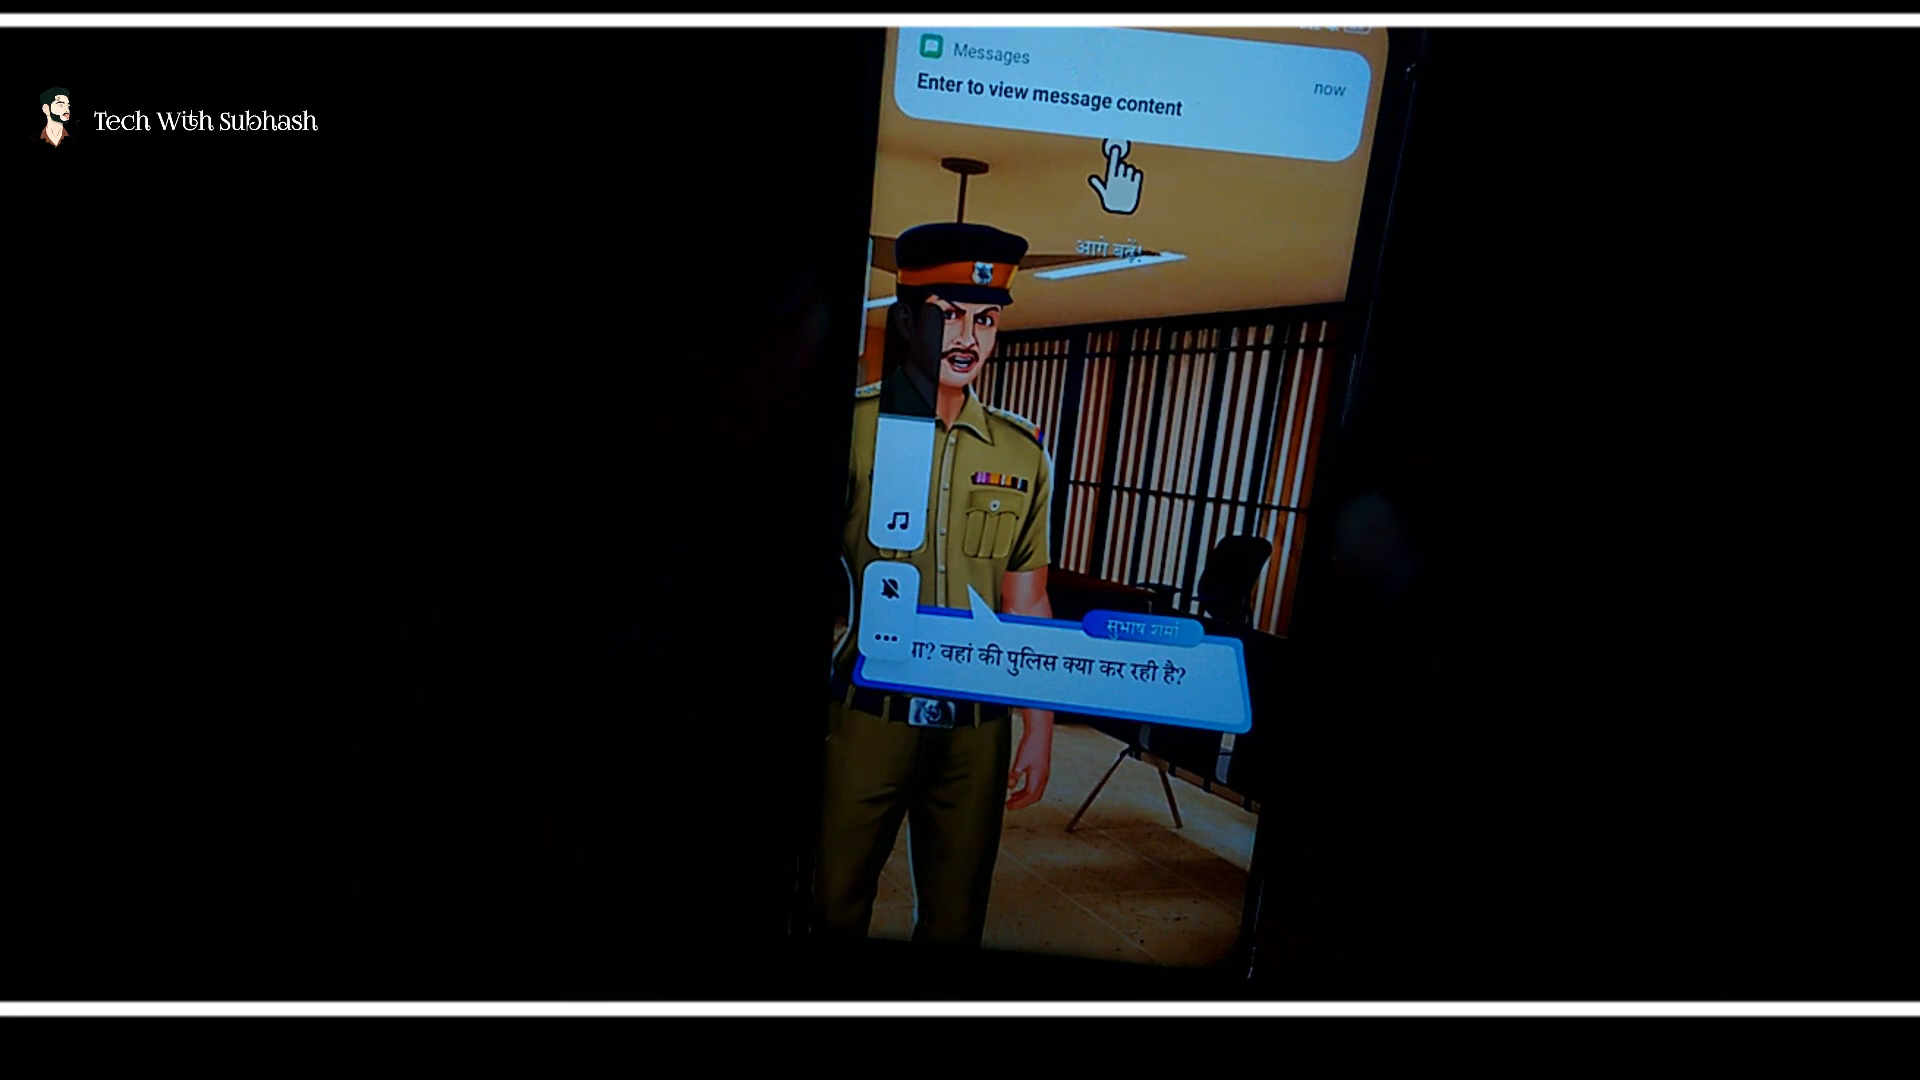 Messages
now
Enter to view message content
Tech With Subhash
आगे बढ़ें!
सुभाष शर्मा
वहां की पुलिस क्या कर रही है?